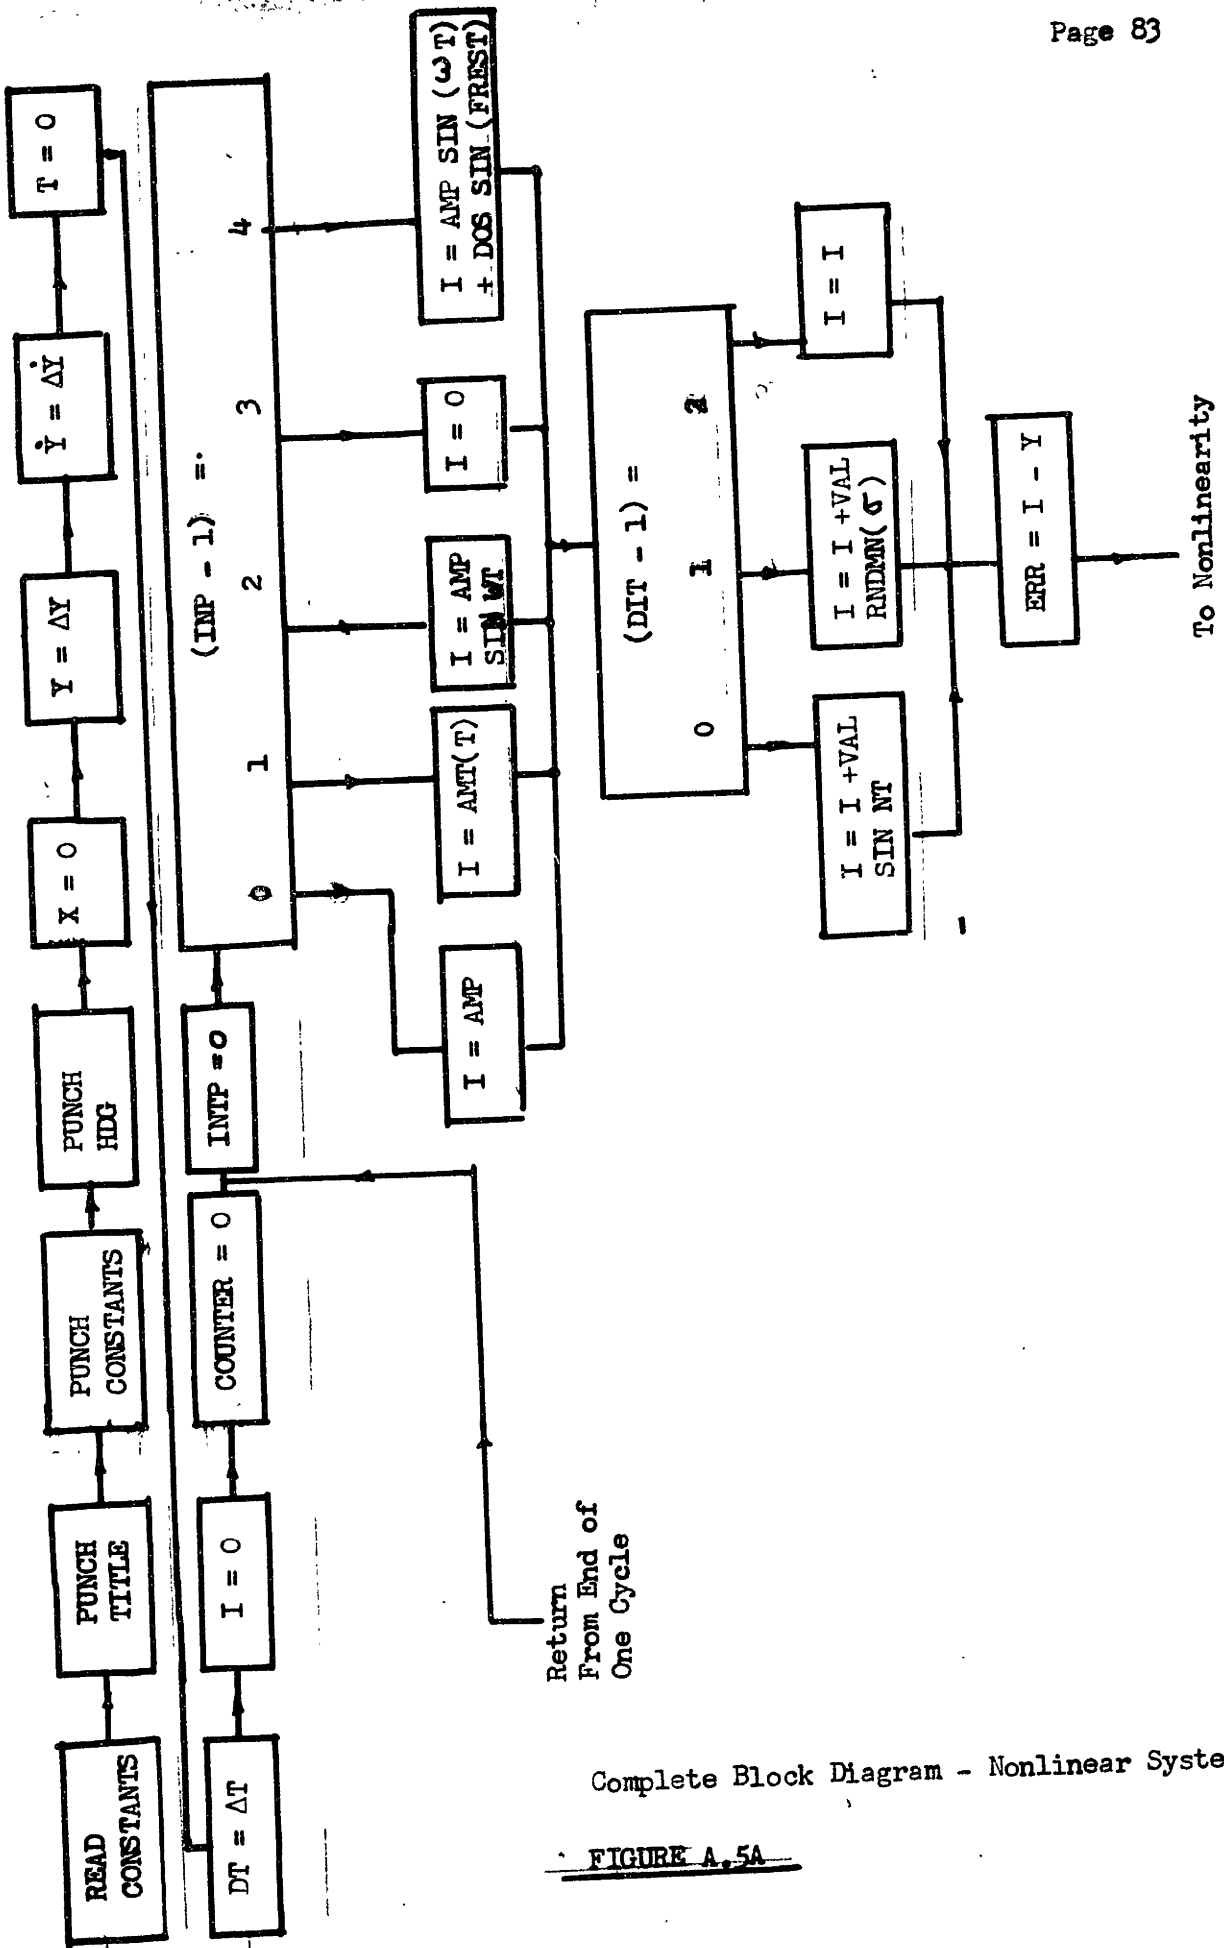 Page 83
READ
CONSTANTS
PUNCH
TITLE
PUNCH
CONSTANTS
PUNCH
HDG
X = 0
Y = ΔY
Ẏ = ΔẎ
T = 0
DT = ΔT
I = 0
COUNTER = 0
INTP = 0
(INP - 1) =
0 1 2 3 4
I = AMP
I = AMT(T)
I = AMP
SIN WT
I = 0
I = AMP SIN (ωT)
+ DOS SIN (FREST)
Return
From End of
One Cycle
(DIT - 1) =
0 1 2
I = I +VAL
SIN NT
I = I +VAL
RNDMN(σ)
I = I
ERR = I - Y
To Nonlinearity
Complete Block Diagram - Nonlinear Syste
FIGURE A.5A